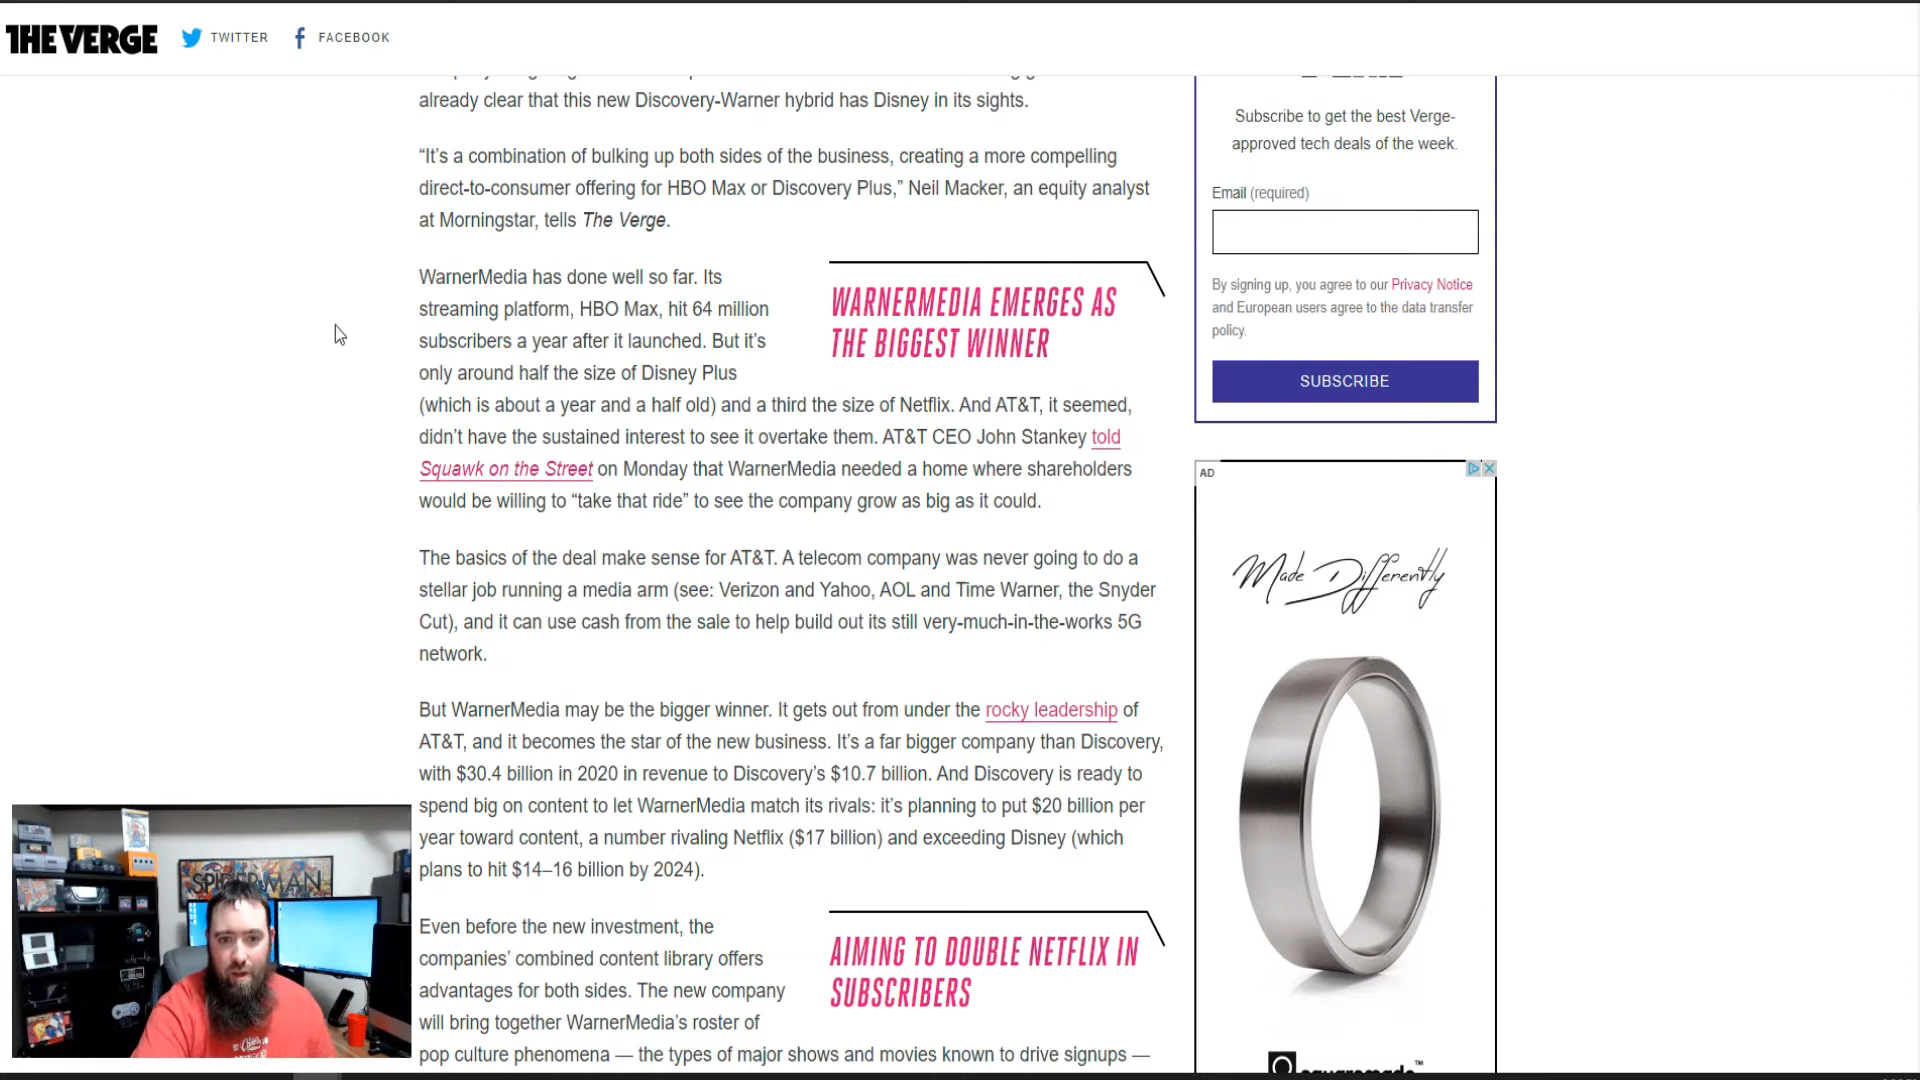 THE VERGE
TWITTER
FACEBOOK
already clear that this new Discovery-Warner hybrid has Disney in its sights.
“It’s a combination of bulking up both sides of the business, creating a more compelling
direct-to-consumer offering for HBO Max or Discovery Plus,” Neil Macker, an equity analyst
at Morningstar, tells The Verge.
WarnerMedia has done well so far. Its
streaming platform, HBO Max, hit 64 million
subscribers a year after it launched. But it’s
only around half the size of Disney Plus
(which is about a year and a half old) and a third the size of Netflix. And AT&T, it seemed,
didn’t have the sustained interest to see it overtake them. AT&T CEO John Stankey told
Squawk on the Street on Monday that WarnerMedia needed a home where shareholders
would be willing to “take that ride” to see the company grow as big as it could.
WARNERMEDIA EMERGES AS
THE BIGGEST WINNER
The basics of the deal make sense for AT&T. A telecom company was never going to do a
stellar job running a media arm (see: Verizon and Yahoo, AOL and Time Warner, the Snyder
Cut), and it can use cash from the sale to help build out its still very-much-in-the-works 5G
network.
But WarnerMedia may be the bigger winner. It gets out from under the rocky leadership of
AT&T, and it becomes the star of the new business. It’s a far bigger company than Discovery,
with $30.4 billion in 2020 in revenue to Discovery’s $10.7 billion. And Discovery is ready to
spend big on content to let WarnerMedia match its rivals: it’s planning to put $20 billion per
year toward content, a number rivaling Netflix ($17 billion) and exceeding Disney (which
plans to hit $14–16 billion by 2024).
Even before the new investment, the
companies’ combined content library offers
advantages for both sides. The new company
will bring together WarnerMedia’s roster of
pop culture phenomena — the types of major shows and movies known to drive signups —
AIMING TO DOUBLE NETFLIX IN
SUBSCRIBERS
Subscribe to get the best Verge-
approved tech deals of the week.
Email (required)
By signing up, you agree to our Privacy Notice
and European users agree to the data transfer
policy.
SUBSCRIBE
AD
Made Differently
SPIDER-MAN